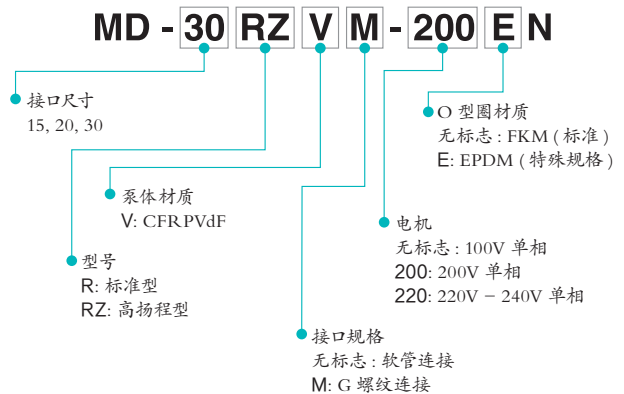 MD - 30 RZ V M - 200 E N
接口尺寸
15, 20, 30
O 型圈材质
无标志 : FKM ( 标准 )
E: EPDM ( 特殊规格 )
泵体材质
V: CFRPVdF
电机
无标志 : 100V 单相
200: 200V 单相
220: 220V − 240V 单相
型号
R: 标准型
RZ: 高扬程型
接口规格
无标志 : 软管连接
M: G 螺纹连接